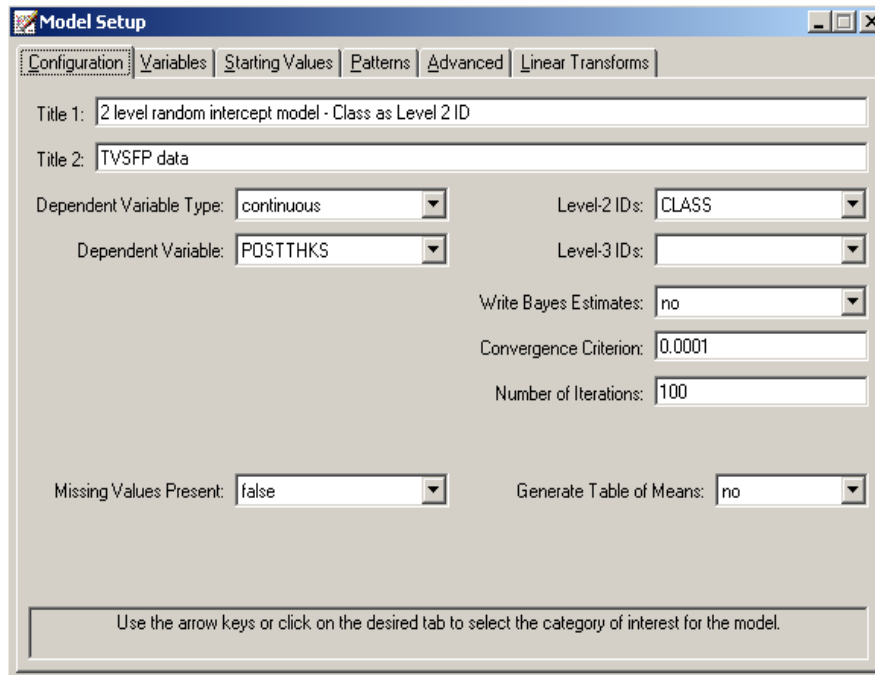 Model Setup
Configuration Variables Starting Values Patterns Advanced Linear Transforms
Title 1: 2 level random intercept model - Class as Level 2 ID
Title 2: TVSFP data
Dependent Variable Type: continuous Level-2 IDs: CLASS
Dependent Variable: POSTTHKS Level-3 IDs:
Write Bayes Estimates: no
Convergence Criterion: 0.0001
Number of Iterations: 100
Missing Values Present: false Generate Table of Means: no
Use the arrow keys or click on the desired tab to select the category of interest for the model.